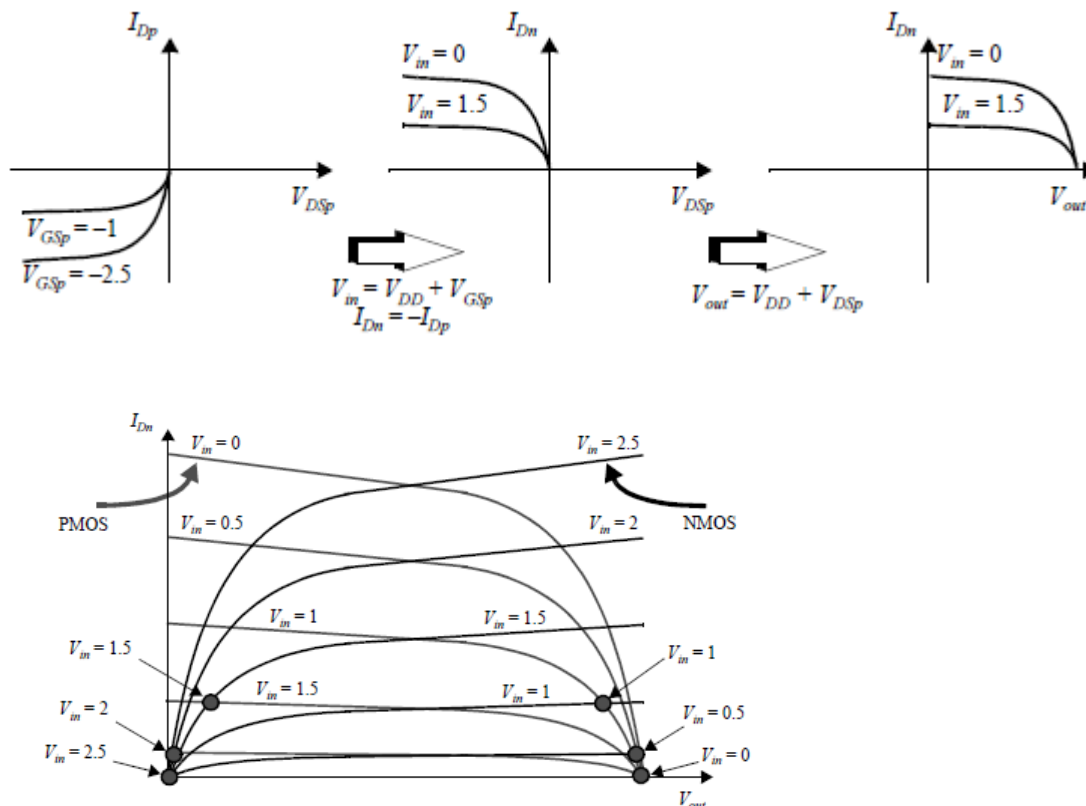 I_Dp
V_DSp
V_GSp = –1
V_GSp = –2.5
V_in = V_DD + V_GSp
I_Dn = –I_Dp
I_Dn
V_in = 0
V_in = 1.5
V_DSp
V_out = V_DD + V_DSp
I_Dn
V_in = 0
V_in = 1.5
V_out
I_Dn
V_in = 0
V_in = 2.5
PMOS
V_in = 0.5
V_in = 2
NMOS
V_in = 1
V_in = 1.5
V_in = 1.5
V_in = 1
V_in = 1.5
V_in = 1
V_in = 2
V_in = 0.5
V_in = 2.5
V_in = 0
V_out